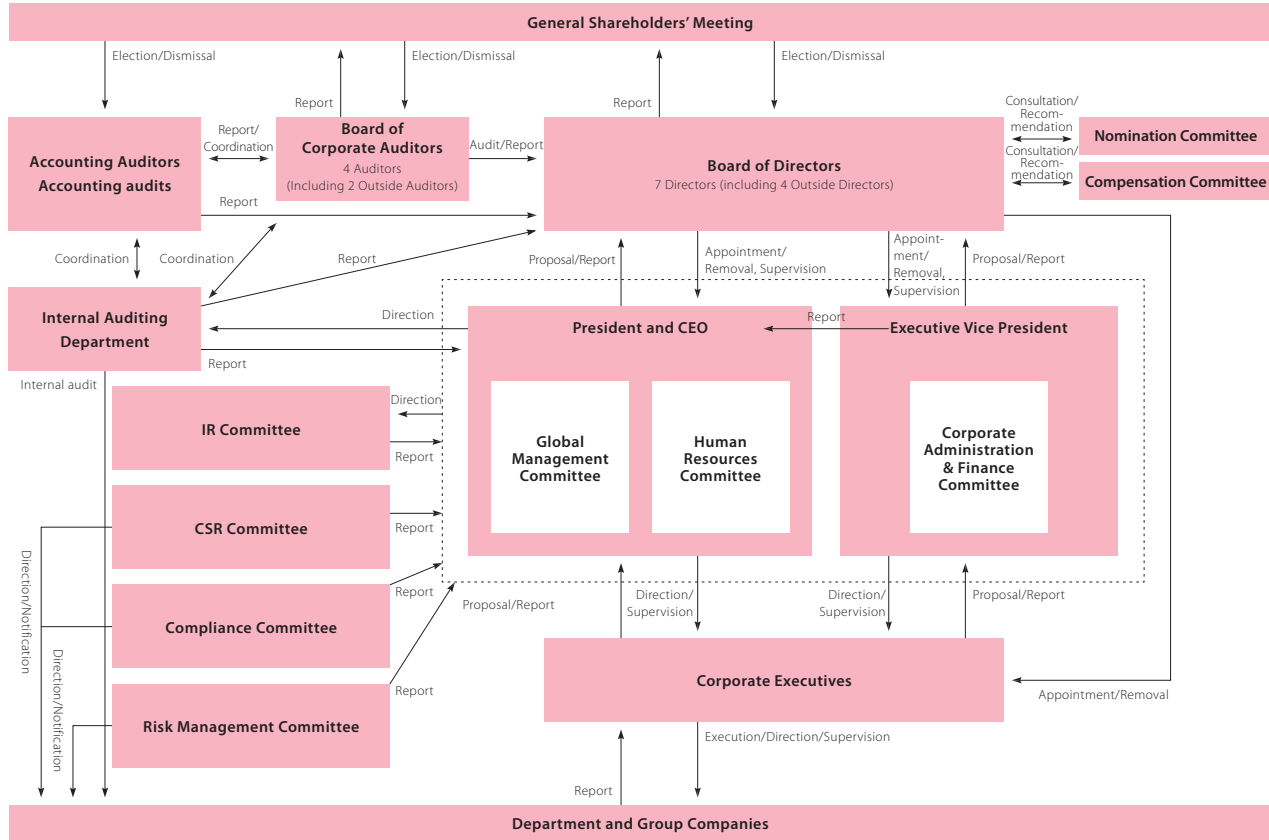 General Shareholders’ Meeting
Election/Dismissal
Election/Dismissal
Election/Dismissal
Report
Report
Accounting Auditors
Accounting audits
Report/
Coordination
Board of
Corporate Auditors
4 Auditors
(Including 2 Outside Auditors)
Audit/Report
Board of Directors
7 Directors (including 4 Outside Directors)
Consultation/
Recom-
mendation
Nomination Committee
Consultation/
Recom-
mendation
Compensation Committee
Report
Coordination
Coordination
Report
Proposal/Report
Appointment/
Removal, Supervision
Appoint-
ment/
Removal,
Supervision
Proposal/Report
Internal Auditing
Department
Direction
Report
President and CEO
Report
Executive Vice President
Internal audit
IR Committee
Direction
Report
Global
Management
Committee
Human
Resources
Committee
Corporate
Administration
& Finance
Committee
CSR Committee
Report
Direction/Notification
Compliance Committee
Report
Proposal/Report
Direction/
Supervision
Direction/
Supervision
Proposal/Report
Direction/Notification
Risk Management Committee
Report
Corporate Executives
Appointment/Removal
Execution/Direction/Supervision
Report
Department and Group Companies